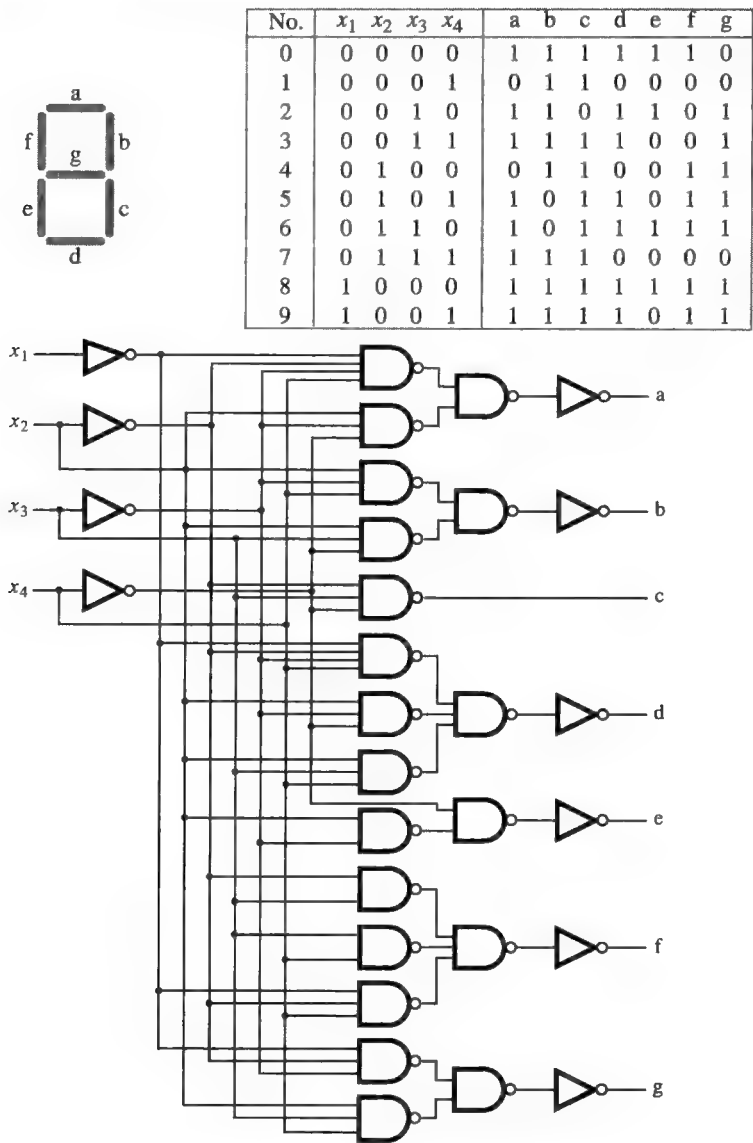 No. x1 x2 x3 x4 a b c d e f g
0 0 0 0 0 1 1 1 1 1 1 0
1 0 0 0 1 0 1 1 0 0 0 0
2 0 0 1 0 1 1 0 1 1 0 1
3 0 0 1 1 1 1 1 1 0 0 1
4 0 1 0 0 0 1 1 0 0 1 1
5 0 1 0 1 1 0 1 1 0 1 1
6 0 1 1 0 1 0 1 1 1 1 1
7 0 1 1 1 1 1 1 0 0 0 0
8 1 0 0 0 1 1 1 1 1 1 1
9 1 0 0 1 1 1 1 1 0 1 1
a
f b
g
e c
d
x1
a
x2
x3 b
x4 c
d
e
f
g